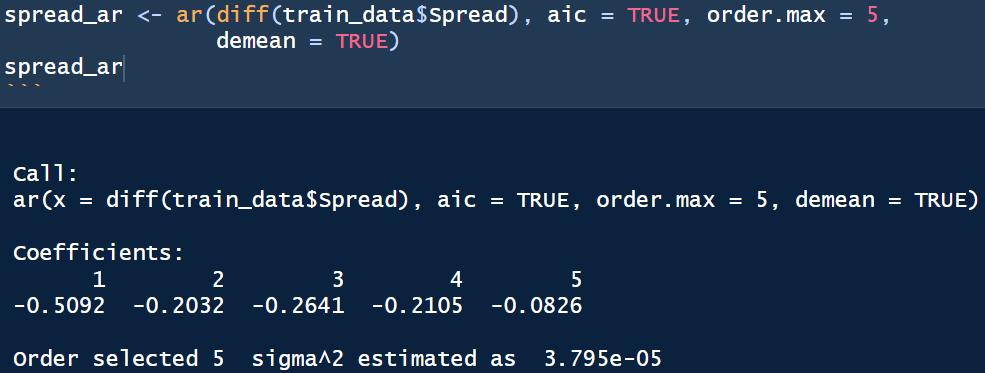 spread_ar <- ar(diff(train_data$Spread), aic = TRUE, order.max = 5,
demean = TRUE)
spread_ar
```
Call:
ar(x = diff(train_data$Spread), aic = TRUE, order.max = 5, demean = TRUE)
Coefficients:
1 2 3 4 5
-0.5092 -0.2032 -0.2641 -0.2105 -0.0826
Order selected 5 sigma^2 estimated as 3.795e-05